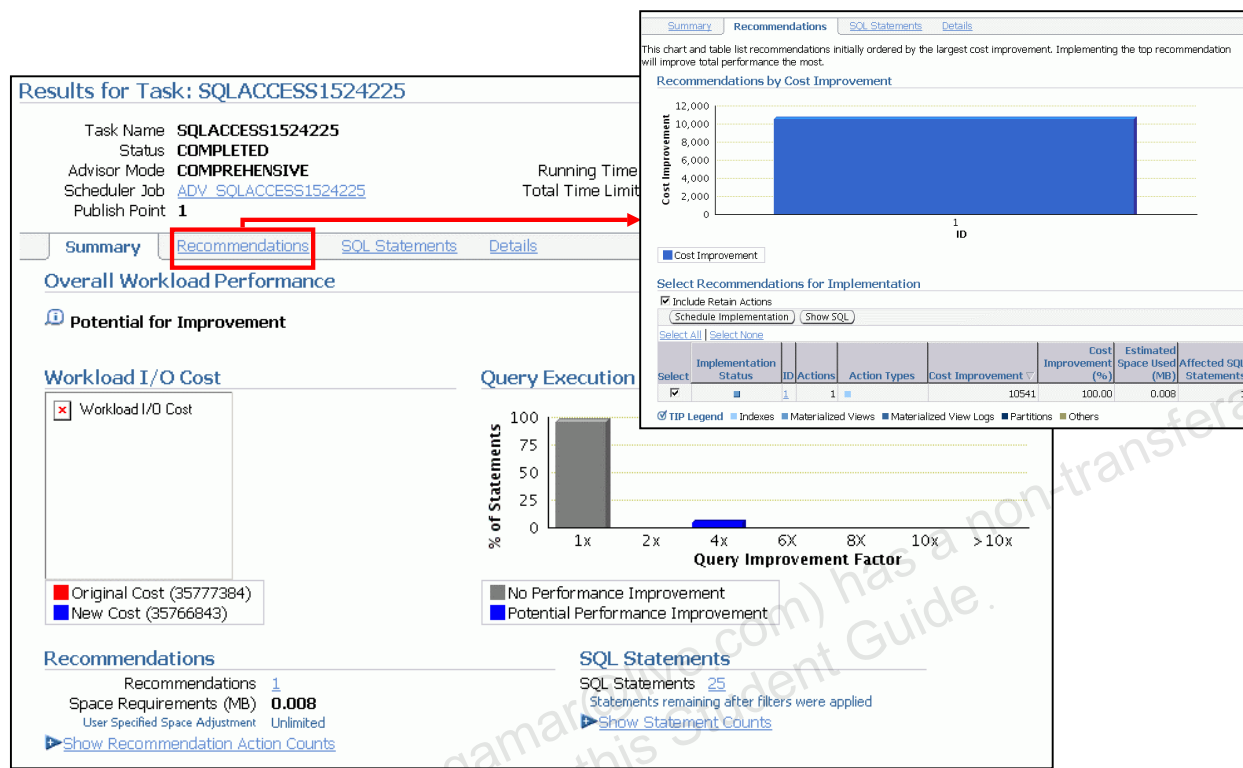 Results for Task: SQLACCESS1524225
Task Name SQLACCESS1524225
Status COMPLETED
Advisor Mode COMPREHENSIVE
Scheduler Job ADV_SQLACCESS1524225
Publish Point 1
Running Time
Total Time Limit
Summary Recommendations SQL Statements Details
Overall Workload Performance
Potential for Improvement
Workload I/O Cost
Workload I/O Cost
Original Cost (35777384)
New Cost (35766843)
Query Execution
% of Statements
100
75
50
25
0
1x 2x 4x 6X 8X 10x >10x
Query Improvement Factor
No Performance Improvement
Potential Performance Improvement
Recommendations
Recommendations 1
Space Requirements (MB) 0.008
User Specified Space Adjustment Unlimited
Show Recommendation Action Counts
SQL Statements
SQL Statements 25
Statements remaining after filters were applied
Show Statement Counts
Summary Recommendations SQL Statements Details
This chart and table list recommendations initially ordered by the largest cost improvement. Implementing the top recommendation
will improve total performance the most.
Recommendations by Cost Improvement
Cost Improvement
12,000
10,000
8,000
6,000
4,000
2,000
0
1
ID
Cost Improvement
Select Recommendations for Implementation
Include Retain Actions
Schedule Implementation Show SQL
Select All | Select None
Select Implementation Status ID Actions Action Types Cost Improvement Cost Improvement (%) Estimated Space Used (MB) Affected SQL Statements
1 1 10541 100.00 0.008
TIP Legend Indexes Materialized Views Materialized View Logs Partitions Others
gamar@live.com) has a non-transfera
this Student Guide.